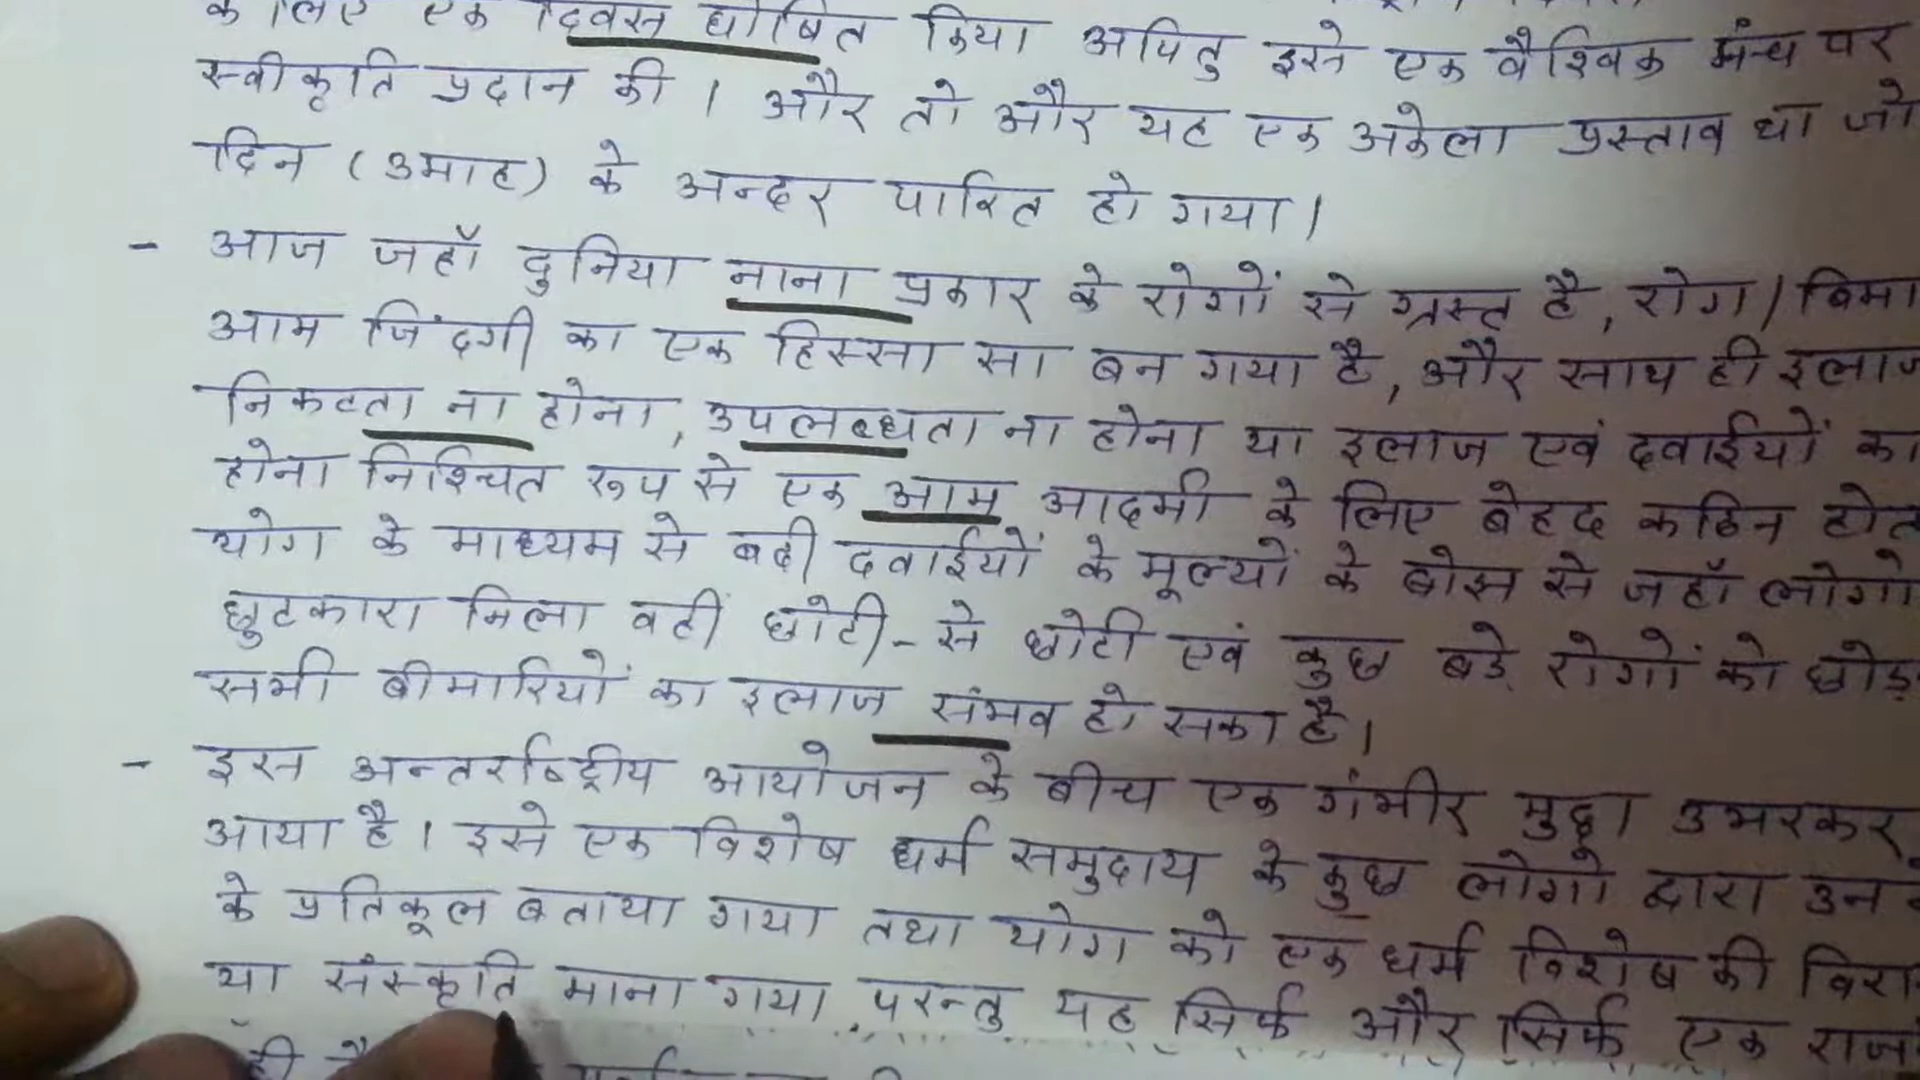 के लिए एक दिवस घोषित किया अपितु इसे एक वैश्विक मंच पर
स्वीकृति प्रदान की । और तो और यह एक अकेला प्रस्ताव था जो
दिन (3माह) के अन्दर पारित हो गया।
- आज जहाँ दुनिया नाना प्रकार के रोगों से ग्रस्त है, रोग/
आम जिंदगी का एक हिस्सा सा बन गया है, और साथ ही इलाज
निकटता ना होना, उपलब्धता ना होना या इलाज एवं दवाईयों का
होना निश्चित रूप से एक आम आदमी के लिए बेहद कठिन
योग के माध्यम से बढ़ी दवाईयों के मूल्यों के बोझ से जहाँ लोगो
छुटकारा मिला वहीं छोटी-से छोटी एवं कुछ बड़े रोगों को
सभी बीमारियों का इलाज संभव हो सका है।
- इस अन्तर्राष्ट्रीय आयोजन के बीच एक गंभीर मुद्दा उभरकर
आया है। इसे एक विशेष धर्म समुदाय के कुछ लोगो द्वारा उन
के प्रतिकूल बताया गया तथा योग को एक धर्म विशेष की
या संस्कृति माना गया परन्तु यह सिर्फ और सिर्फ एक